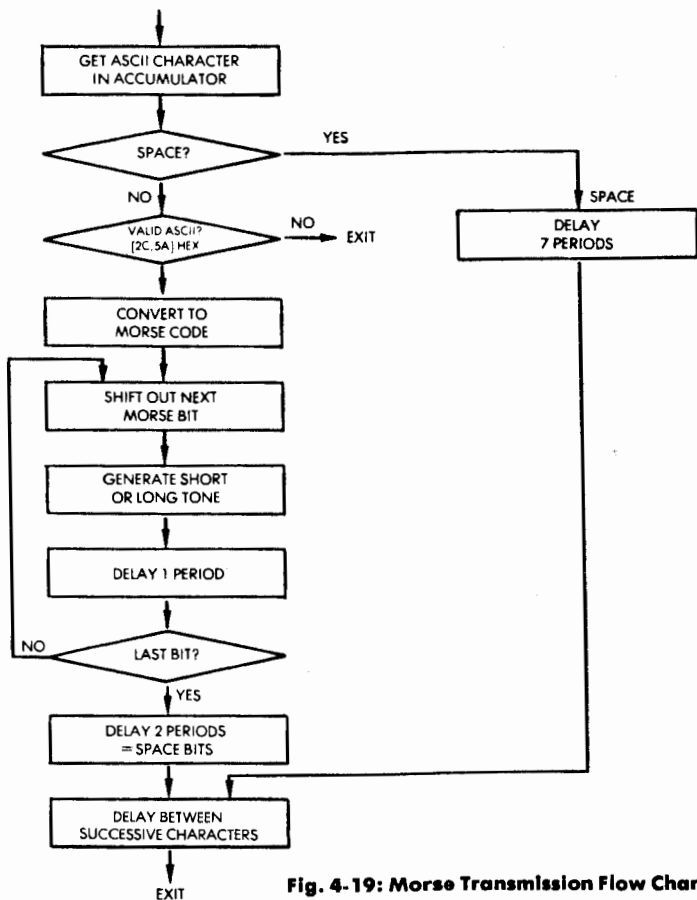 GET ASCII CHARACTER
IN ACCUMULATOR
SPACE?
YES
NO
SPACE
VALID ASCII?
[2C, 5A] HEX
NO
EXIT
DELAY
7 PERIODS
CONVERT TO
MORSE CODE
SHIFT OUT NEXT
MORSE BIT
GENERATE SHORT
OR LONG TONE
DELAY 1 PERIOD
NO
LAST BIT?
YES
DELAY 2 PERIODS
= SPACE BITS
DELAY BETWEEN
SUCCESSIVE CHARACTERS
EXIT
Fig. 4-19: Morse Transmission Flow Char